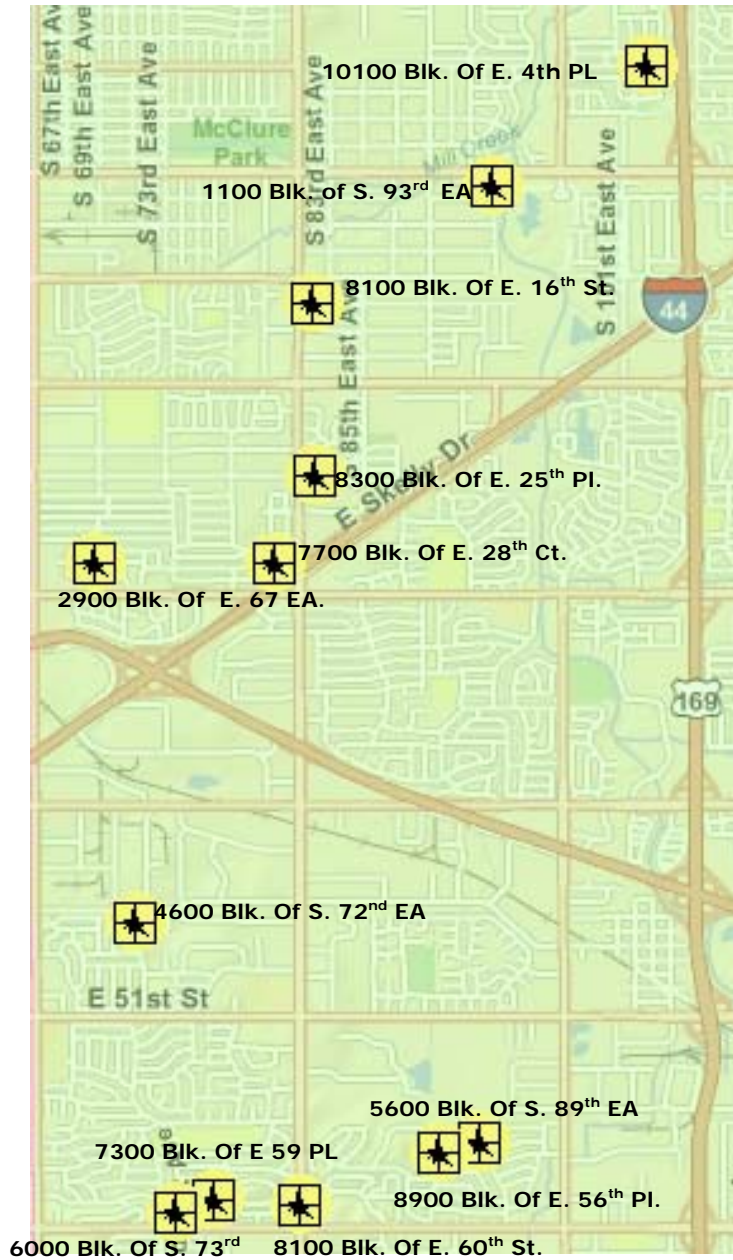 S 67th East Av
S 69th East Ave
S 73rd East Ave
S 83rd East Ave
10100 Blk. Of E. 4th PL
McClure
Park
Mill Creek
1100 Blk. of S. 93rd EA
S 101st East Ave
8100 Blk. Of E. 16th St.
44
85th East Av
8300 Blk. Of E. 25th Pl.
E Skelly Dr
7700 Blk. Of E. 28th Ct.
2900 Blk. Of E. 67 EA.
169
4600 Blk. Of S. 72nd EA
E 51st St
5600 Blk. Of S. 89th EA
7300 Blk. Of E 59 PL
8900 Blk. Of E. 56th Pl.
6000 Blk. Of S. 73rd
8100 Blk. Of E. 60th St.